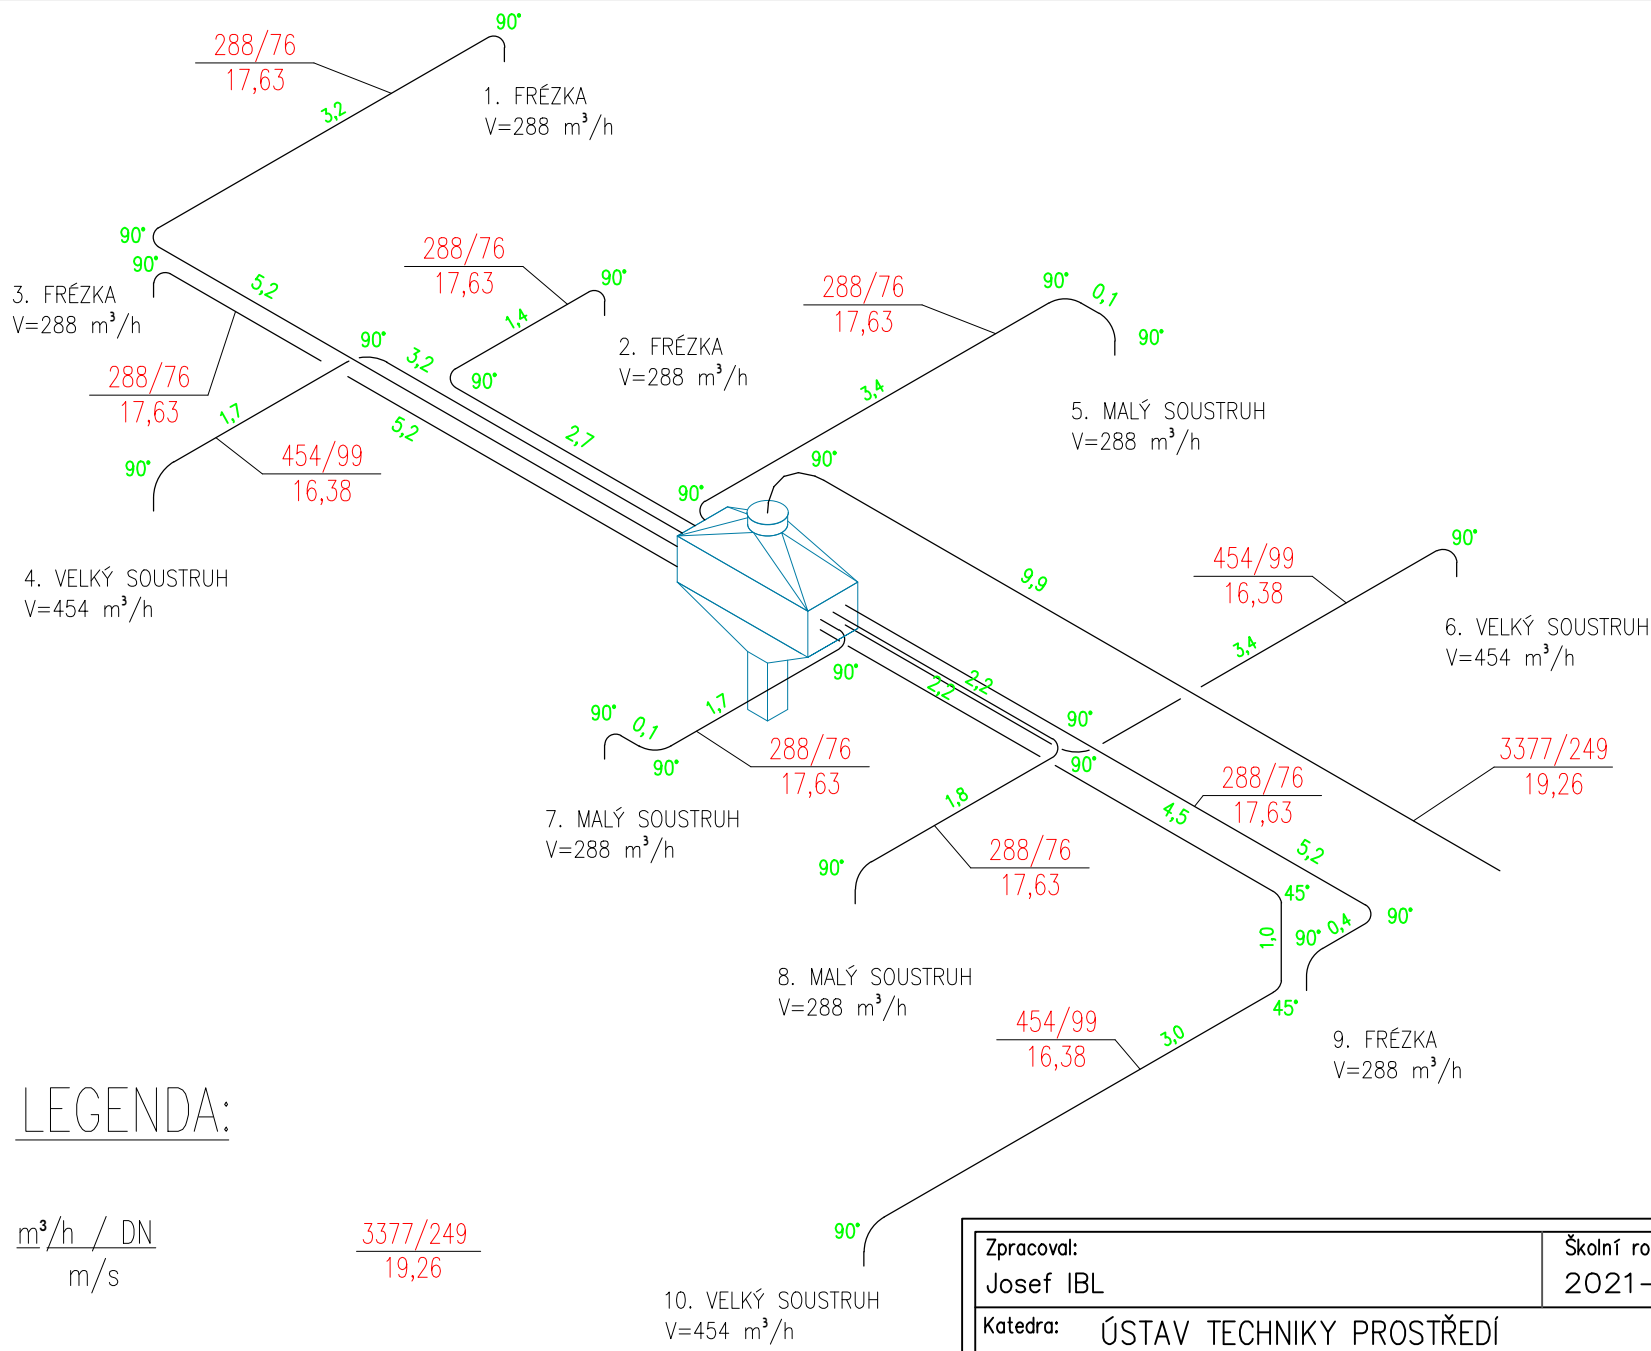 90°
288/76
17,63
3,2
1. FRÉZKA
V=288 m³/h
90°
90°
5,2
3. FRÉZKA
V=288 m³/h
288/76
17,63
90°
1,4
2. FRÉZKA
V=288 m³/h
90°
90°
3,2
288/76
17,63
1,7
5,2
2,7
90°
454/99
16,38
4. VELKÝ SOUSTRUH
V=454 m³/h
288/76
17,63
90°
0,1
90°
3,4
5. MALÝ SOUSTRUH
V=288 m³/h
90°
90°
9,9
454/99
16,38
90°
3,4
6. VELKÝ SOUSTRUH
V=454 m³/h
2,2
2,2
90°
90°
90°
1,7
90°
0,1
90°
288/76
17,63
7. MALÝ SOUSTRUH
V=288 m³/h
3377/249
19,26
288/76
17,63
4,5
5,2
1,8
288/76
17,63
90°
8. MALÝ SOUSTRUH
V=288 m³/h
45°
1,0
90°
0,4
90°
45°
9. FRÉZKA
V=288 m³/h
454/99
16,38
3,0
90°
10. VELKÝ SOUSTRUH
V=454 m³/h
LEGENDA:
m³/h / DN
m/s
3377/249
19,26
Zpracoval:
Josef IBL
Školní ro
2021-
Katedra: ÚSTAV TECHNIKY PROSTŘEDÍ